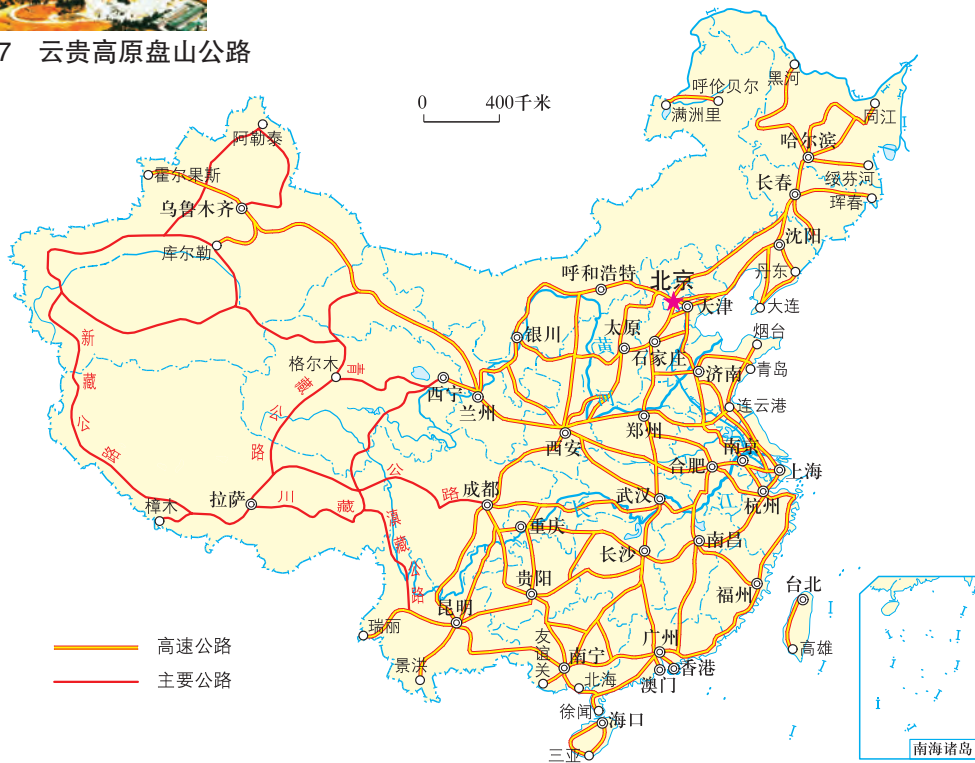 7 云贵高原盘山公路
0 400千米
黑河
呼伦贝尔
满洲里
同江
哈尔滨
绥芬河
长春
珲春
沈阳
丹东
大连
阿勒泰
霍尔果斯
乌鲁木齐
库尔勒
呼和浩特
北京
天津
银川
太原
石家庄
黄
河
烟台
青岛
济南
连云港
新
藏
公
路
格尔木
青
藏
公
路
西宁
兰州
西安
郑州
合肥
南京
上海
杭州
樟木
拉萨
川
藏
公
路
成都
滇
藏
公
路
武汉
长
江
重庆
长沙
南昌
贵阳
福州
台北
高雄
昆明
瑞丽
景洪
友谊关
南宁
北海
广州
香港
澳门
徐闻
海口
三亚
高速公路
主要公路
南海诸岛